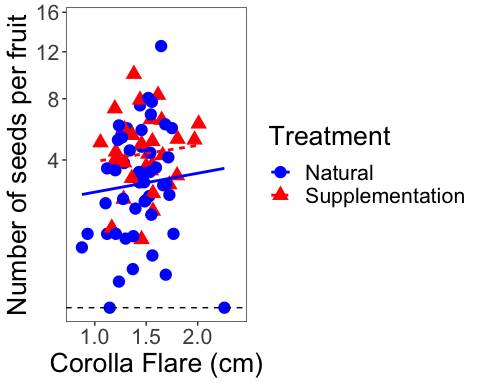 Number of seeds per fruit
16
12
8
4
1.0 1.5 2.0
Corolla Flare (cm)
Treatment
Natural
Supplementation